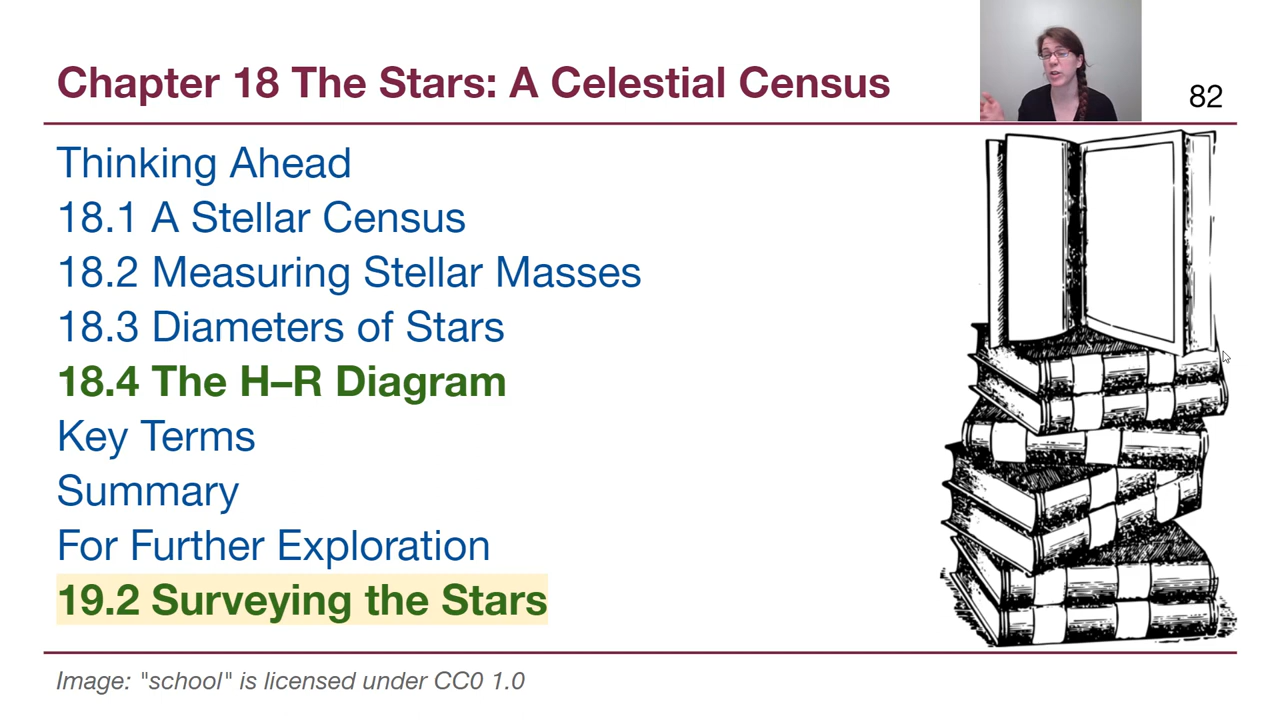 Chapter 18 The Stars: A Celestial Census
82
Thinking Ahead
18.1 A Stellar Census
18.2 Measuring Stellar Masses
18.3 Diameters of Stars
18.4 The H–R Diagram
Key Terms
Summary
For Further Exploration
19.2 Surveying the Stars
Image: "school" is licensed under CC0 1.0